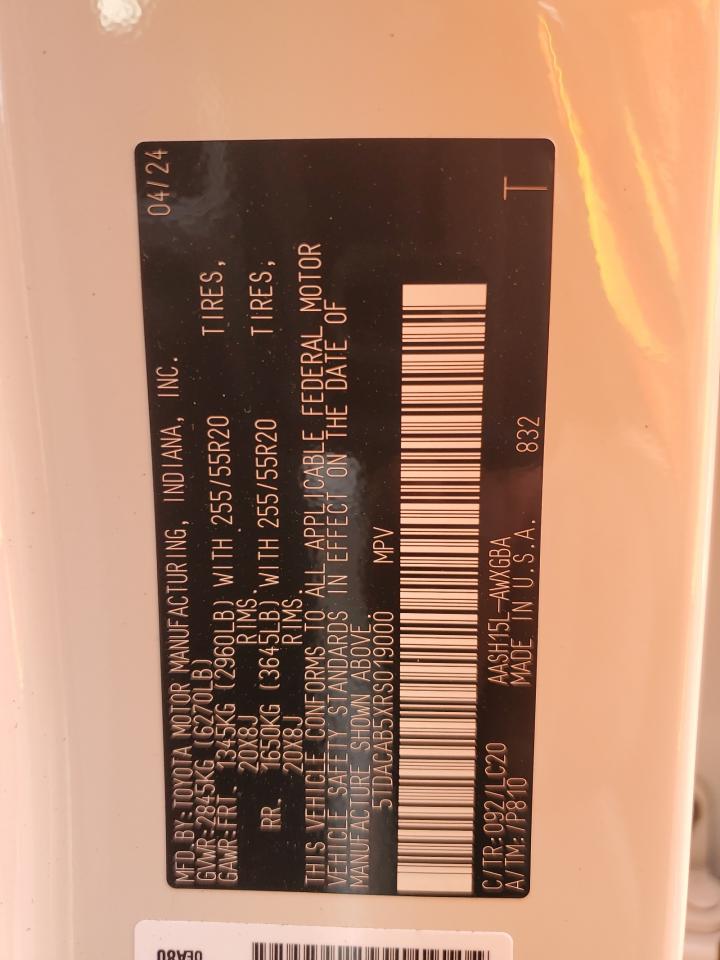 MFD.BY:TOYOTA MOTOR MANUFACTURING, INDIANA, INC. 04/24
GVWR:2845KG (6270LB)
GAWR:FRT. 1345KG (2960LB) WITH 255/55R20 TIRES,
20X8J RIMS.
RR. 1650KG (3645LB) WITH 255/55R20 TIRES,
20X8J RIMS.
THIS VEHICLE CONFORMS TO ALL APPLICABLE FEDERAL MOTOR
VEHICLE SAFETY STANDARDS IN EFFECT ON THE DATE OF
MANUFACTURE SHOWN ABOVE.
5TDACAB5XRS019000 MPV
C/TR:092/LC20 AASH15L-AWXGBA T
A/TM:/P810 MADE IN U.S.A. 832
0EA80